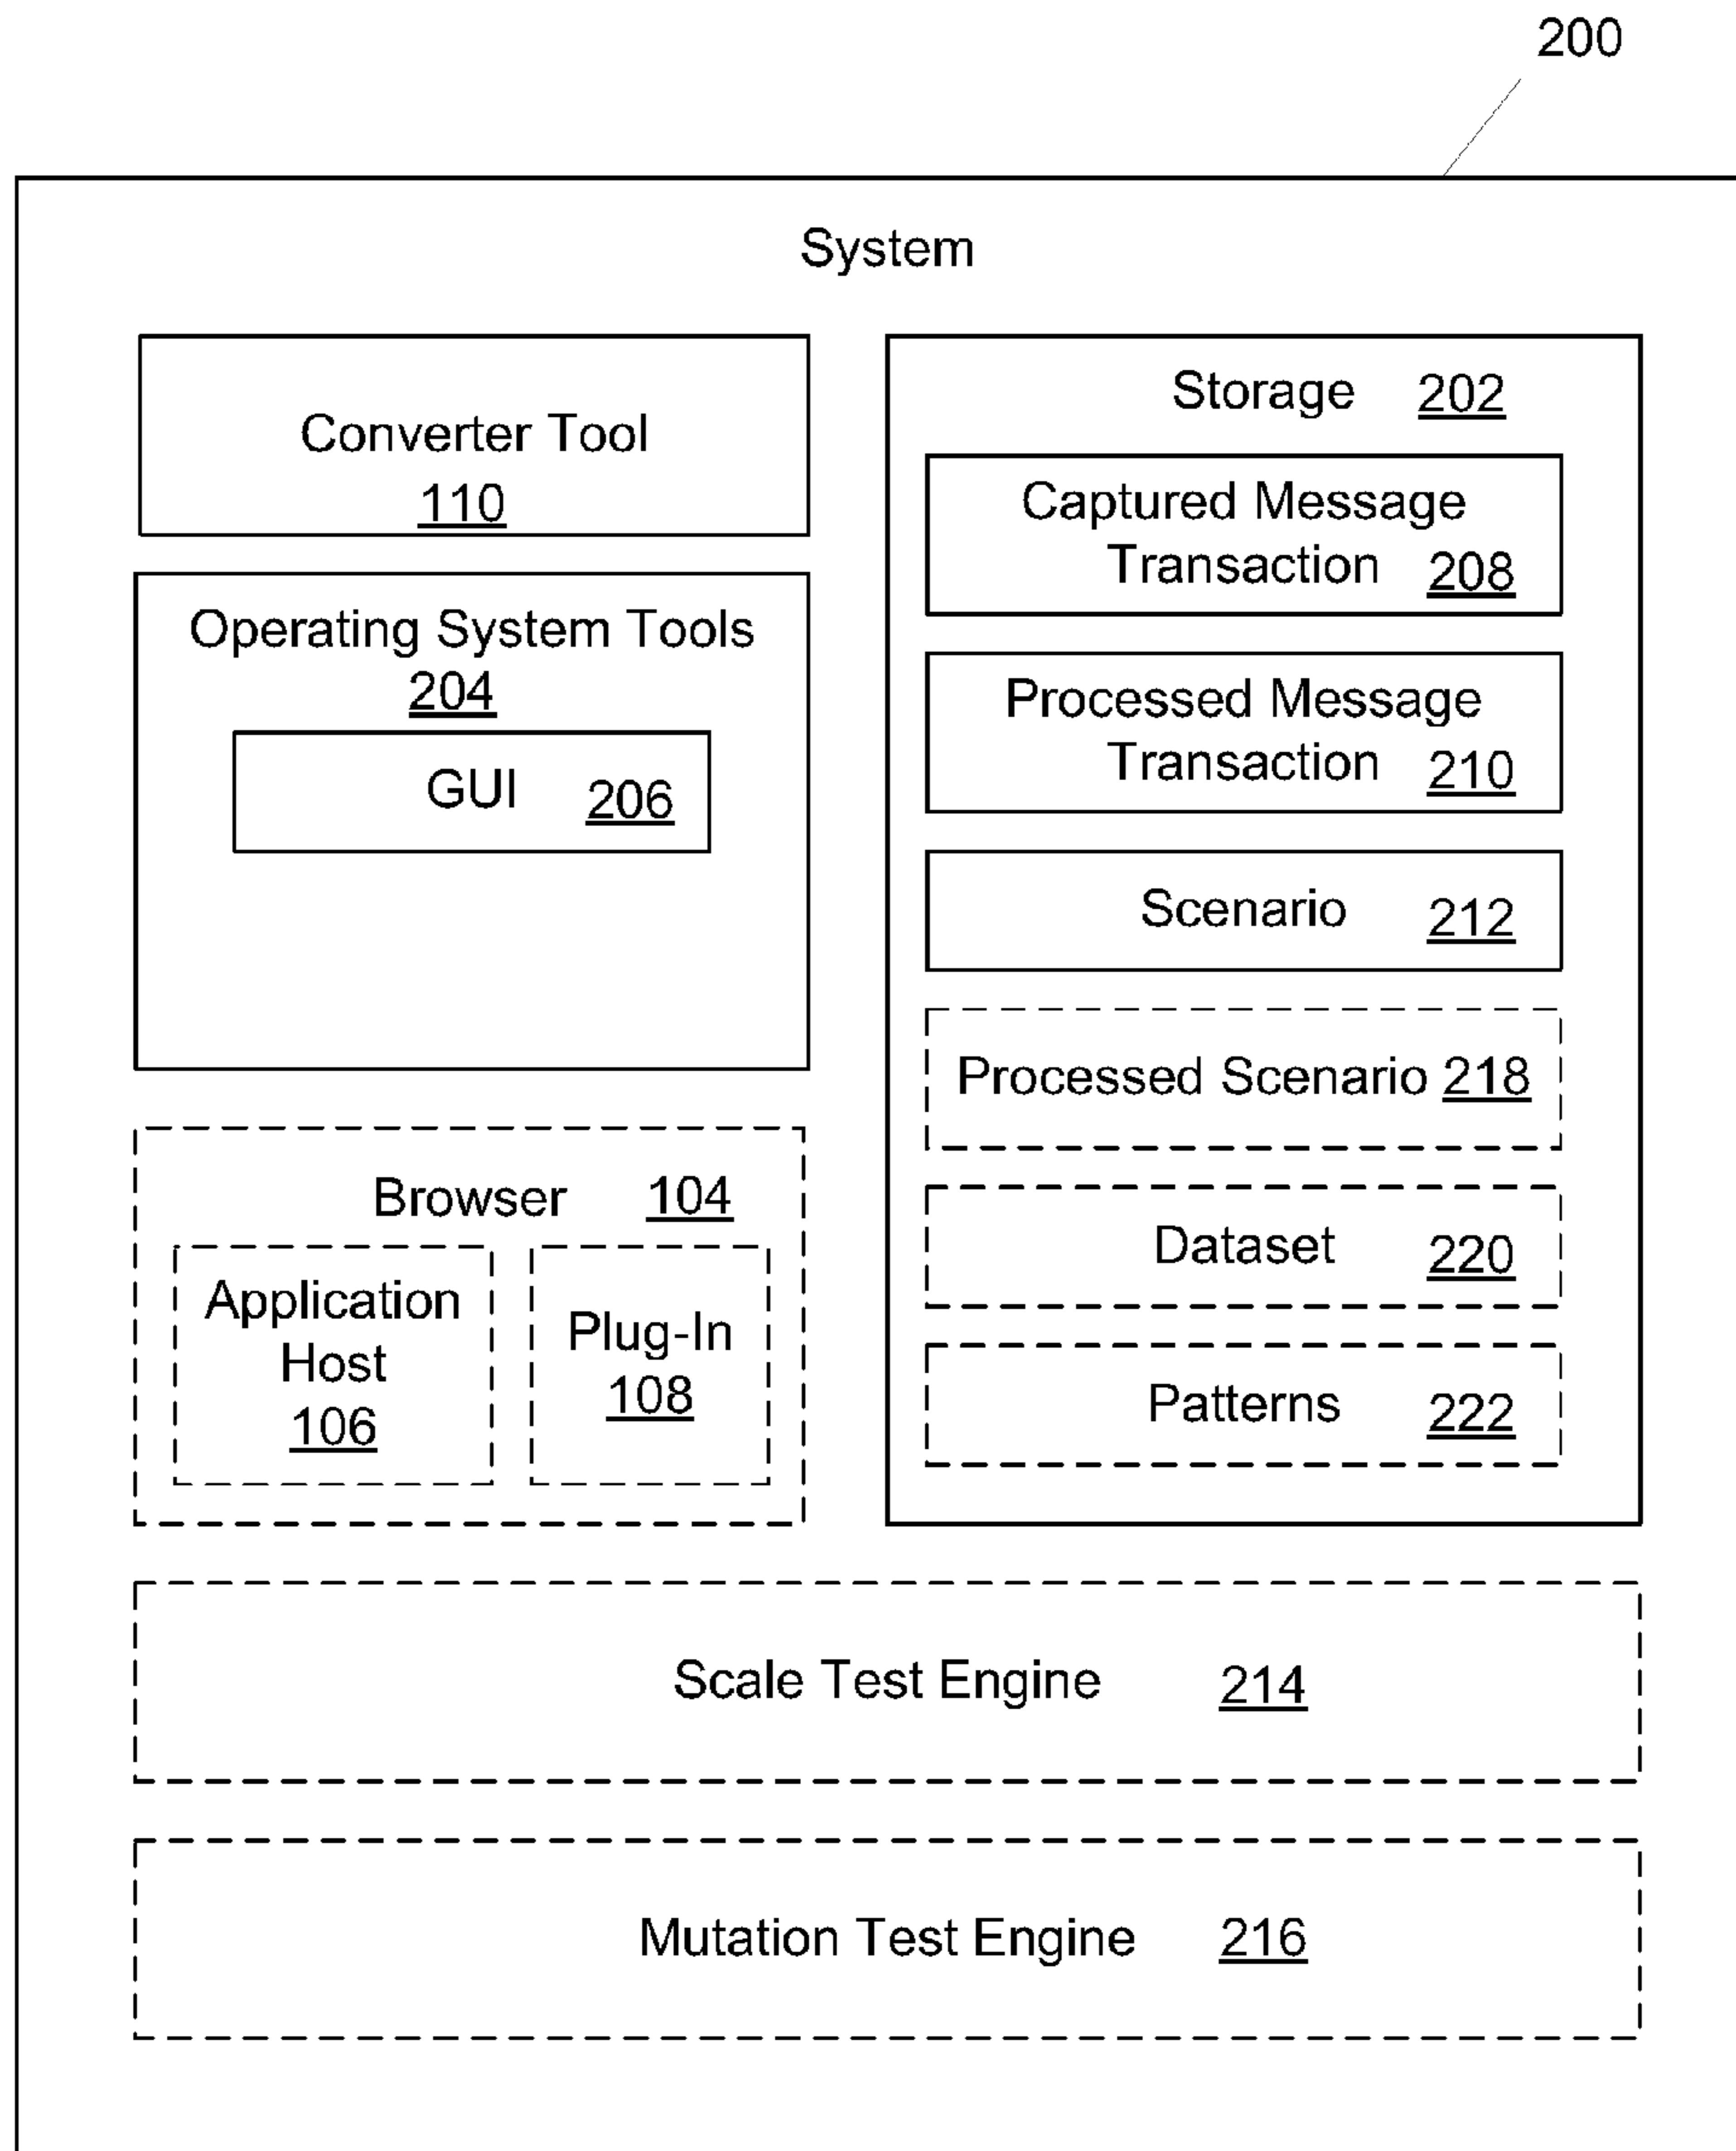 200
System
Converter Tool
110
Operating System Tools
204
GUI 206
Browser 104
Application
Host
106
Plug-In
108
Storage 202
Captured Message
Transaction 208
Processed Message
Transaction 210
Scenario 212
Processed Scenario 218
Dataset 220
Patterns 222
Scale Test Engine 214
Mutation Test Engine 216